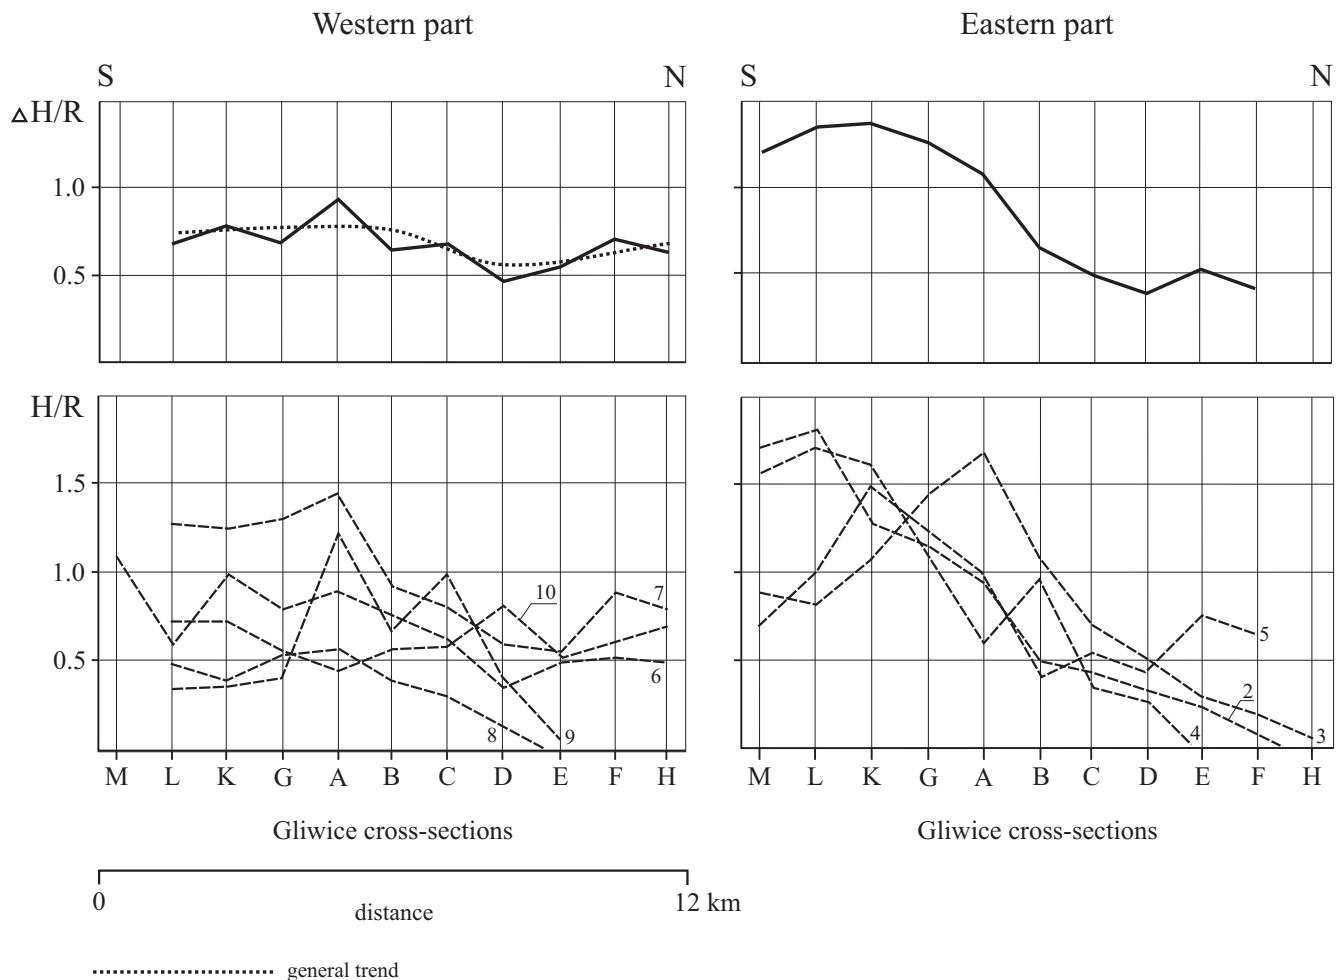 Western part
Eastern part
S N
S N
△H/R
1.0
0.5
H/R
1.5
1.0
0.5
10
7
6
8
9
5
2
4
3
M L K G A B C D E F H
M L K G A B C D E F H
Gliwice cross-sections
Gliwice cross-sections
0 12 km
distance
general trend